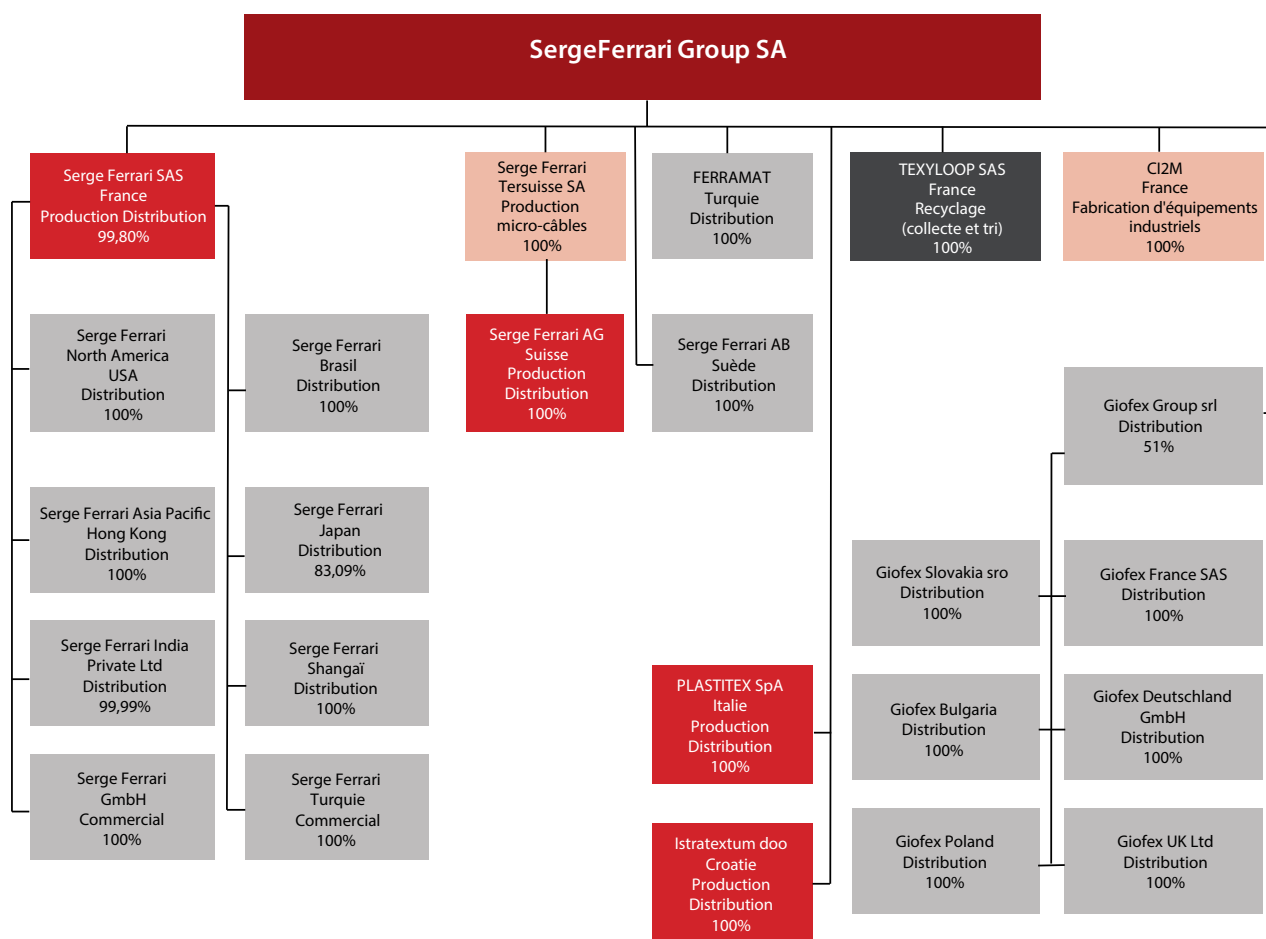 SergeFerrari Group SA
Serge Ferrari SAS
France
Production Distribution
99,80%
Serge Ferrari
Tersuisse SA
Production
micro-câbles
100%
FERRAMAT
Turquie
Distribution
100%
TEXYLOOP SAS
France
Recyclage
(collecte et tri)
100%
CI2M
France
Fabrication d'équipements
industriels
100%
Serge Ferrari
North America
USA
Distribution
100%
Serge Ferrari
Brasil
Distribution
100%
Serge Ferrari AG
Suisse
Production
Distribution
100%
Serge Ferrari AB
Suède
Distribution
100%
Giofex Group srl
Distribution
51%
Serge Ferrari Asia Pacific
Hong Kong
Distribution
100%
Serge Ferrari
Japan
Distribution
83,09%
Giofex Slovakia sro
Distribution
100%
Giofex France SAS
Distribution
100%
Serge Ferrari India
Private Ltd
Distribution
99,99%
Serge Ferrari
Shangaï
Distribution
100%
PLASTITEX SpA
Italie
Production
Distribution
100%
Giofex Bulgaria
Distribution
100%
Giofex Deutschland
GmbH
Distribution
100%
Serge Ferrari
GmbH
Commercial
100%
Serge Ferrari
Turquie
Commercial
100%
Istratextum doo
Croatie
Production
Distribution
100%
Giofex Poland
Distribution
100%
Giofex UK Ltd
Distribution
100%